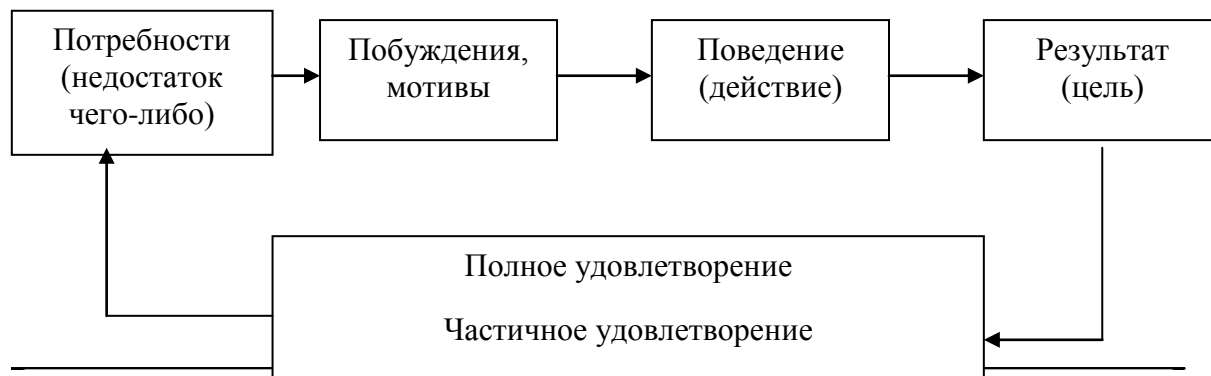 Потребности
(недостаток
чего-либо)
Побуждения,
мотивы
Поведение
(действие)
Результат
(цель)
Полное удовлетворение
Частичное удовлетворение